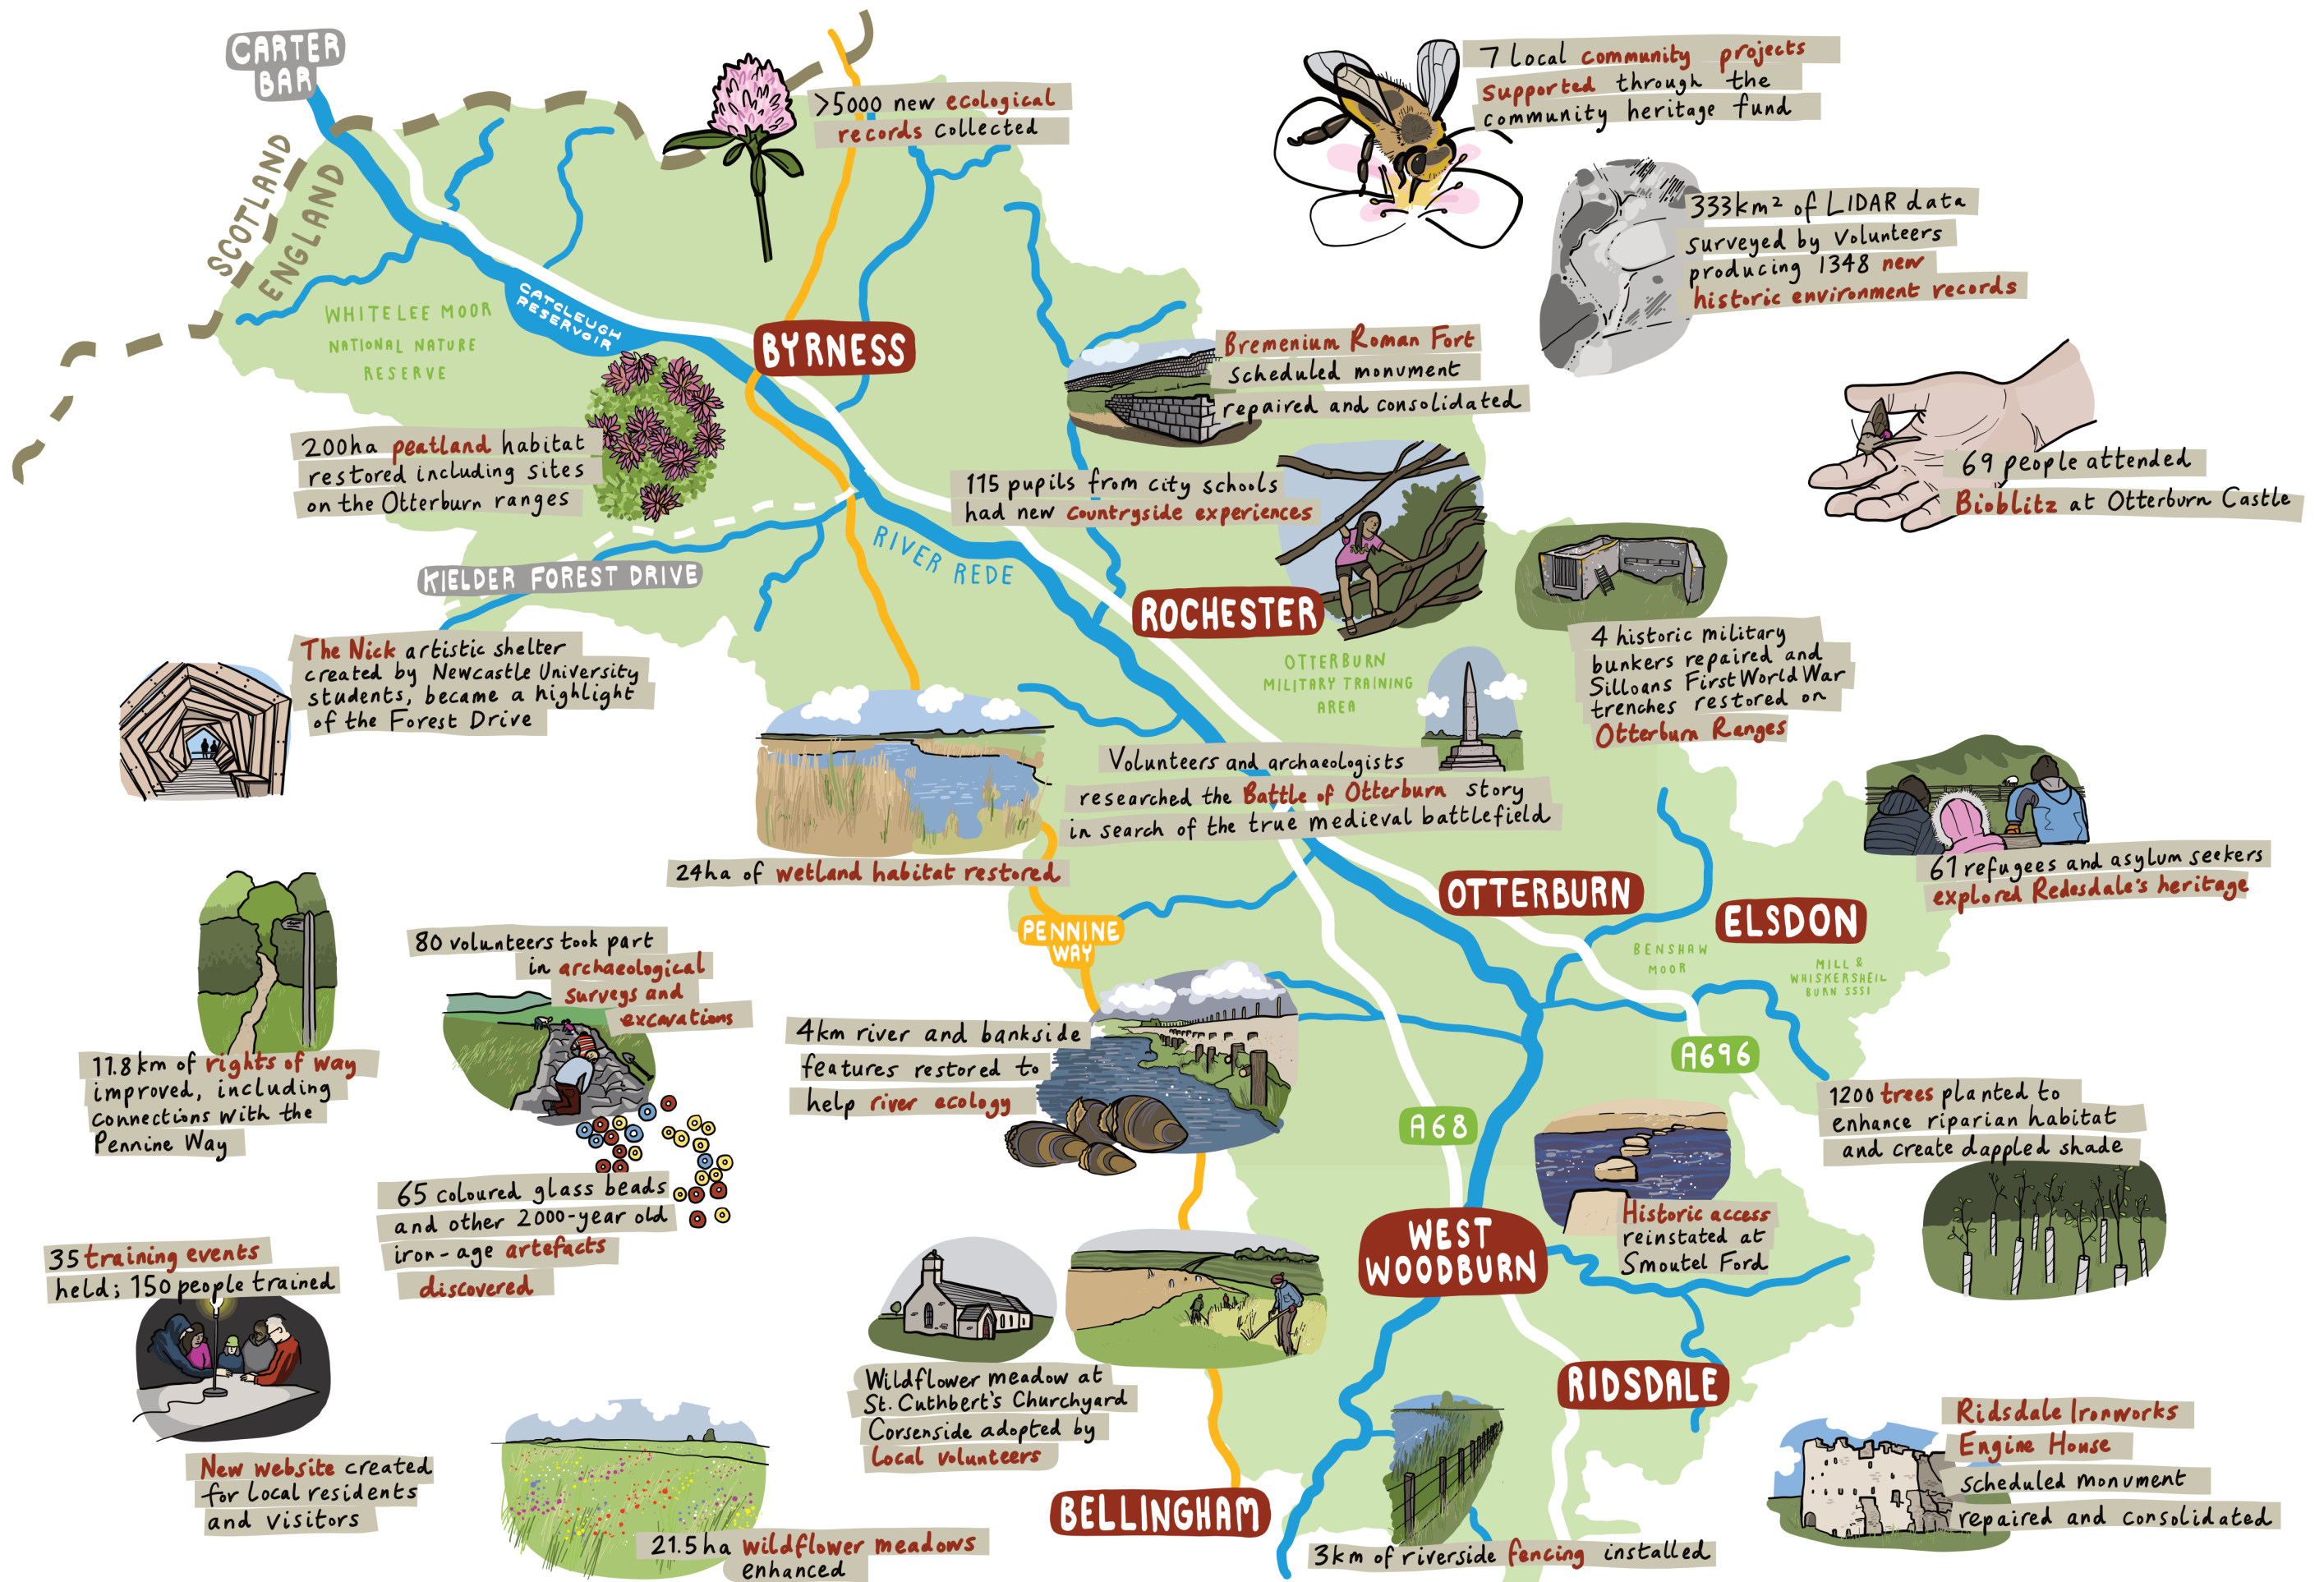 CARTER
BAR
SCOTLAND
ENGLAND
>5000 new ecological
records collected
7 local community projects
supported through the
community heritage fund
333km² of LIDAR data
surveyed by volunteers
producing 1348 new
historic environment records
WHITELEE MOOR
NATIONAL NATURE
RESERVE
CATCLEUGH
RESERVOIR
BYRNESS
Bremenium Roman Fort
scheduled monument
repaired and consolidated
200ha peatland habitat
restored including sites
on the Otterburn ranges
115 pupils from city schools
had new countryside experiences
69 people attended
Bioblitz at Otterburn Castle
RIVER REDE
KIELDER FOREST DRIVE
ROCHESTER
The Nick artistic shelter
created by Newcastle University
students, became a highlight
of the Forest Drive
OTTERBURN
MILITARY TRAINING
AREA
4 historic military
bunkers repaired and
Silloans First World War
trenches restored on
Otterburn Ranges
Volunteers and archaeologists
researched the Battle of Otterburn story
in search of the true medieval battlefield
24ha of wetland habitat restored
61 refugees and asylum seekers
explored Redesdale's heritage
OTTERBURN
ELSDON
PENNINE
WAY
BENSHAW
MOOR
MILL &
WHISKERSHEIL
BURN SSSI
80 volunteers took part
in archaeological
surveys and
excavations
4km river and bankside
features restored to
help river ecology
A696
11.8km of rights of way
improved, including
connections with the
Pennine Way
A68
1200 trees planted to
enhance riparian habitat
and create dappled shade
65 coloured glass beads
and other 2000-year old
iron-age artefacts
discovered
WEST
WOODBURN
Historic access
reinstated at
Smoutel Ford
35 training events
held; 150 people trained
Wildflower meadow at
St. Cuthbert's Churchyard
Corsenside adopted by
local volunteers
RIDSDALE
Ridsdale Ironworks
Engine House
scheduled monument
repaired and consolidated
New website created
for local residents
and visitors
BELLINGHAM
21.5ha wildflower meadows
enhanced
3km of riverside fencing installed